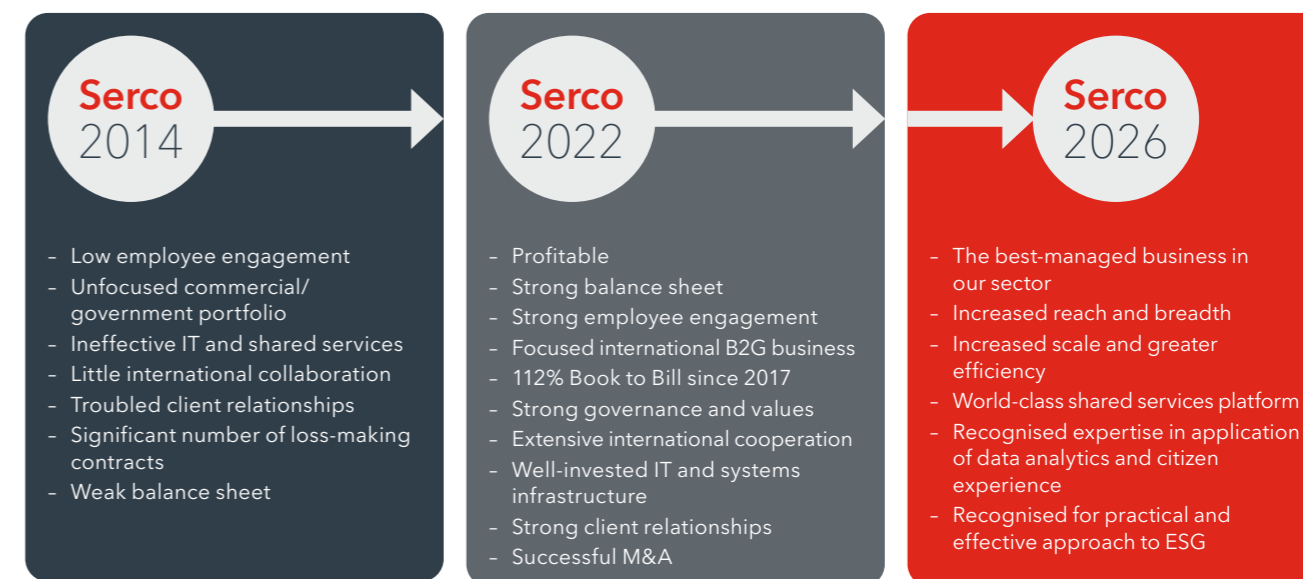 Serco
2014
– Low employee engagement
– Unfocused commercial/
government portfolio
– Ineffective IT and shared services
– Little international collaboration
– Troubled client relationships
– Significant number of loss-making
contracts
– Weak balance sheet
Serco
2022
– Profitable
– Strong balance sheet
– Strong employee engagement
– Focused international B2G business
– 112% Book to Bill since 2017
– Strong governance and values
– Extensive international cooperation
– Well-invested IT and systems
infrastructure
– Strong client relationships
– Successful M&A
Serco
2026
– The best-managed business in
our sector
– Increased reach and breadth
– Increased scale and greater
efficiency
– World-class shared services platform
– Recognised expertise in application
of data analytics and citizen
experience
– Recognised for practical and
effective approach to ESG